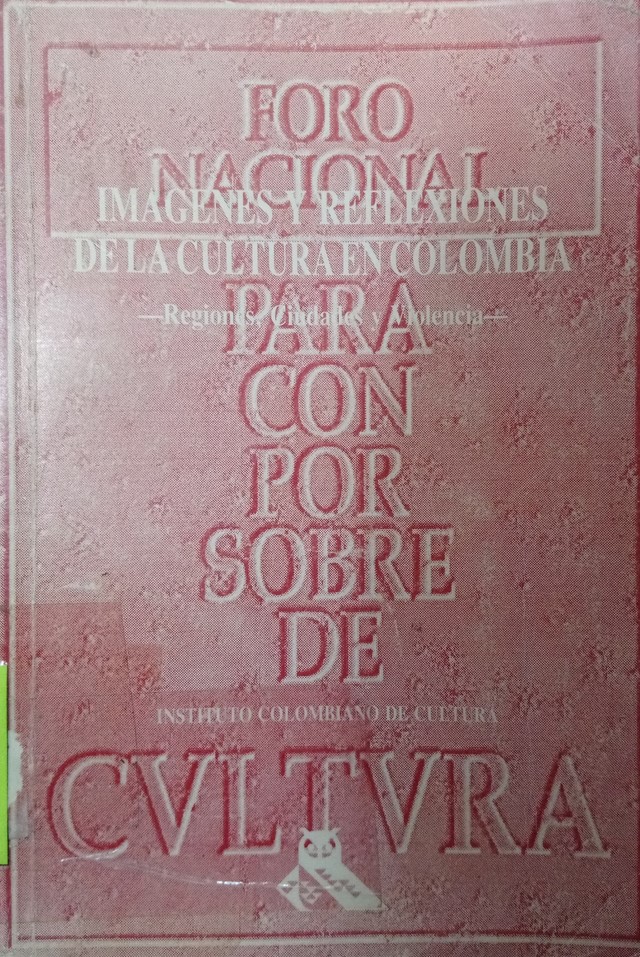 FORO
NACIONAL
IMAGENES Y REFLEXIONES
DE LA CULTURA EN COLOMBIA
—Regiones, Ciudades y Violencia—
PARA
CON
POR
SOBRE
DE
INSTITUTO COLOMBIANO DE CULTURA
CVLTVRA